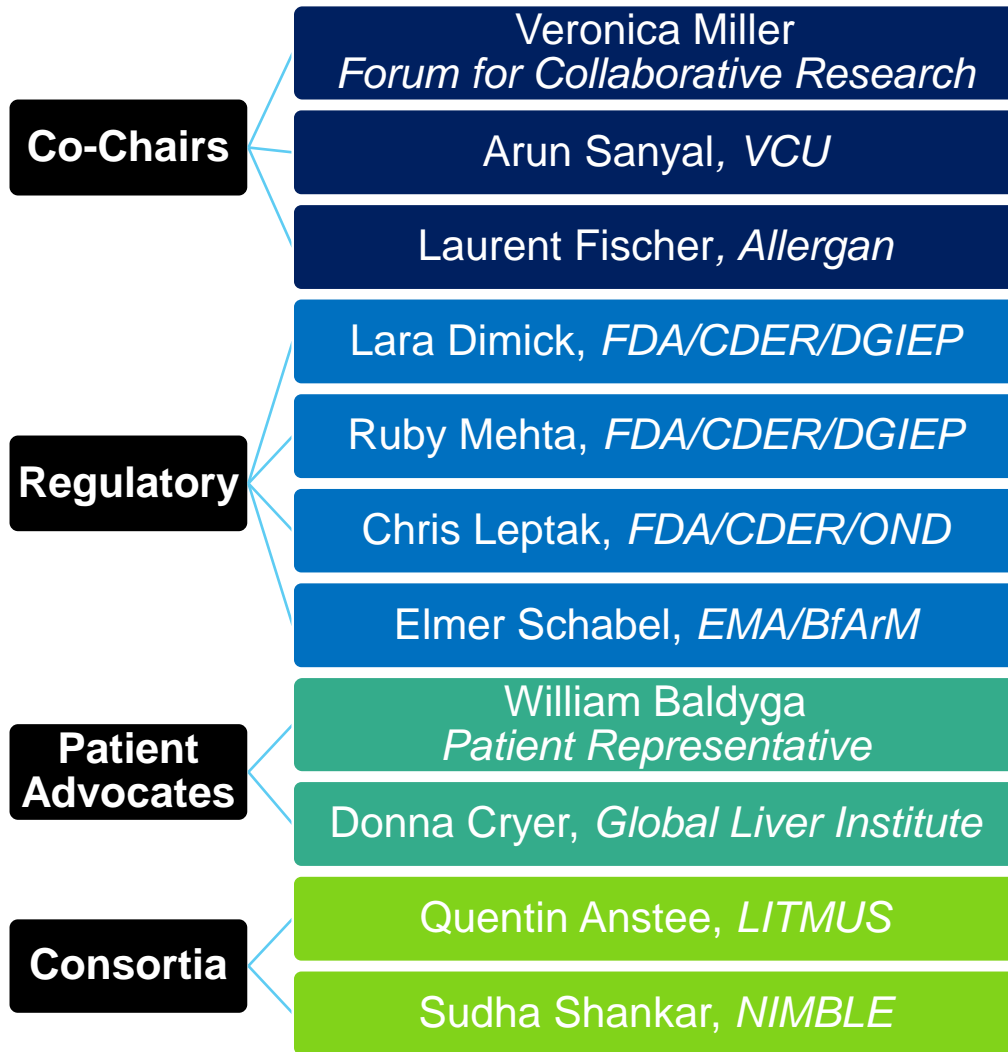 Co-Chairs
Veronica Miller
Forum for Collaborative Research
Arun Sanyal, VCU
Laurent Fischer, Allergan
Regulatory
Lara Dimick, FDA/CDER/DGIEP
Ruby Mehta, FDA/CDER/DGIEP
Chris Leptak, FDA/CDER/OND
Elmer Schabel, EMA/BfArM
Patient
Advocates
William Baldyga
Patient Representative
Donna Cryer, Global Liver Institute
Consortia
Quentin Anstee, LITMUS
Sudha Shankar, NIMBLE